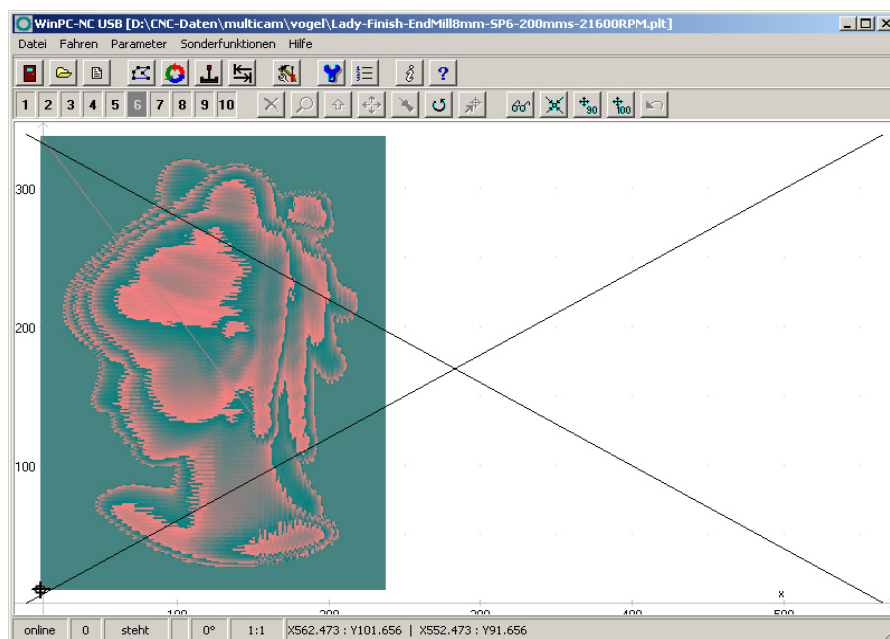 WinPC-NC USB [D:\CNC-Daten\multicam\vogel\Lady-Finish-EndMill8mm-SP6-200mms-21600RPM.plt]
Datei Fahren Parameter Sonderfunktionen Hilfe
1 2 3 4 5 6 7 8 9 10 90 100
300
200
100
x
100 200 300 400 500
online 0 steht 0° 1:1 X562.473 : Y101.656 | X552.473 : Y91.656